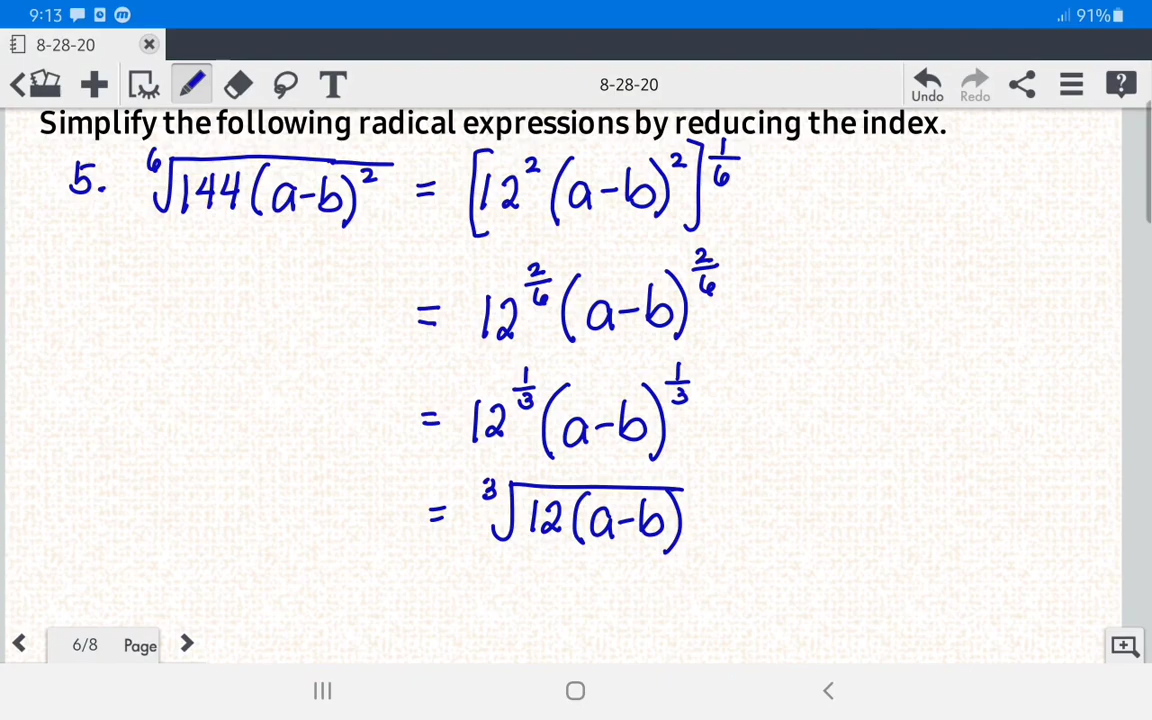 9:13 91%
8-28-20
T 8-28-20 Undo Redo ?
Simplify the following radical expressions by reducing the index.
5. ⁶√144(a-b)² = [12²(a-b)²]^(1/6)
= 12^(2/6) (a-b)^(2/6)
= 12^(1/3) (a-b)^(1/3)
= ³√12(a-b)
6/8 Page